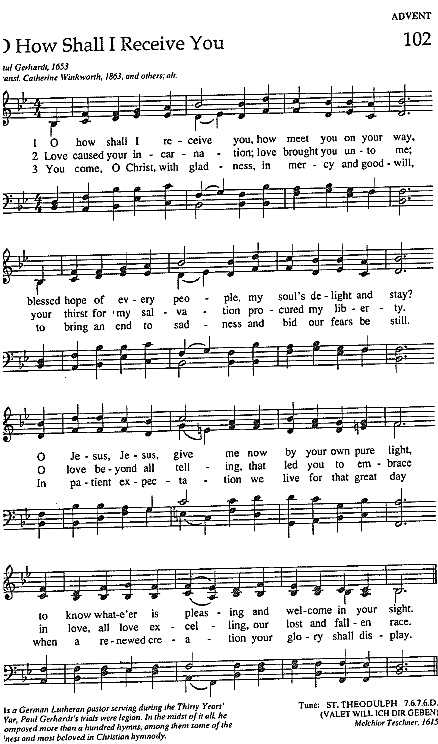 ADVENT
O How Shall I Receive You
102
aul Gerhardt, 1653
anst. Catherine Winkworth, 1863, and others; alt.
1 O how shall I re - ceive you, how meet you on your way,
2 Love caused your in - car - na - tion; love brought you un - to me;
3 You come, O Christ, with glad - ness, in mer - cy and good - will,
blessed hope of ev - ery peo - ple, my soul's de - light and stay?
your thirst for my sal - va - tion pro - cured my lib - er - ty.
to bring an end to sad - ness and bid our fears be still.
O Je - sus, Je - sus, give me now by your own pure light,
O love be - yond all tell - ing, that led you to em - brace
In pa - tient ex - pec - ta - tion we live for that great day
to know what-e'er is pleas - ing and wel-come in your sight.
in love, all love ex - cel - ling, our lost and fall - en race.
when a re - newed cre - a - tion your glo - ry shall dis - play.
As a German Lutheran pastor serving during the Thirty Years'
War, Paul Gerhardt's trials were legion. In the midst of it all, he
omposed more than a hundred hymns, among them some of the
iness and most beloved in Christian hymnody.
Tune: ST. THEODULPH 7.6.7.6.D.
(VALET WILL ICH DIR GEBEN)
Melchior Teschner, 1615